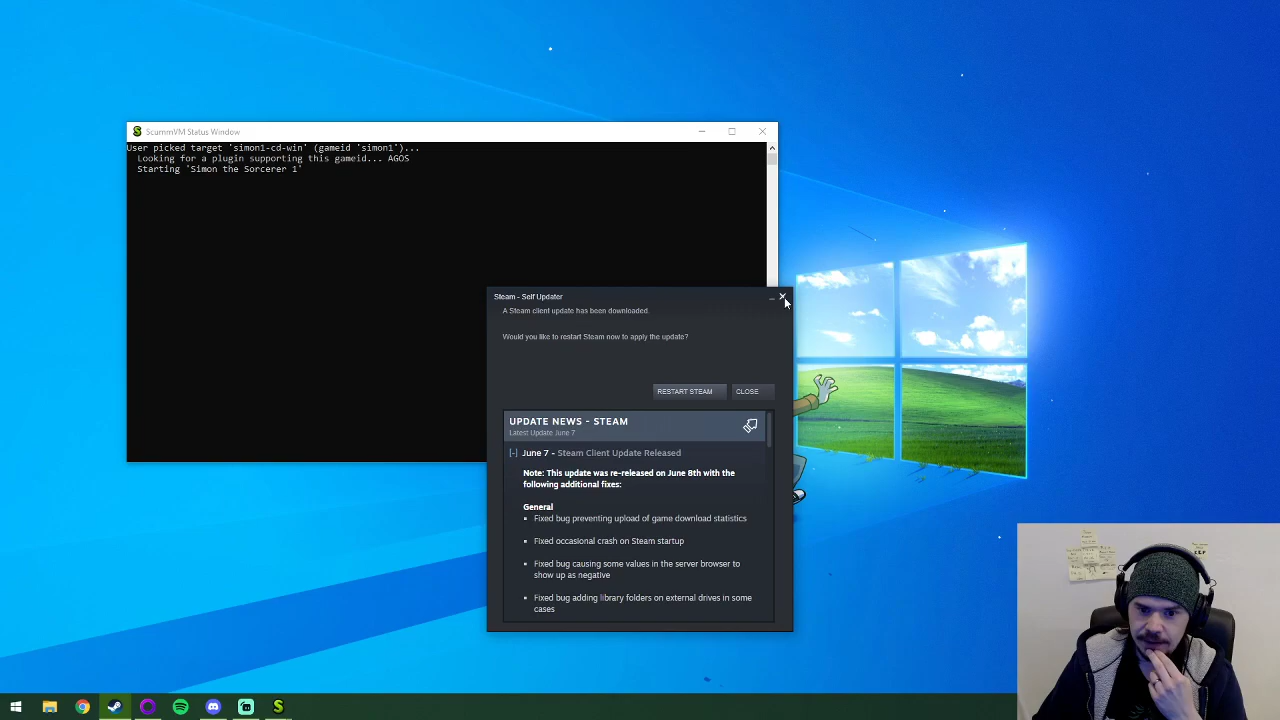 ScummVM Status Window
User picked target 'simon1-cd-win' (gameid 'simon1')...
Looking for a plugin supporting this gameid... AGOS
Starting 'Simon the Sorcerer 1'
Steam - Self Updater
A Steam client update has been downloaded.
Would you like to restart Steam now to apply the update?
RESTART STEAM
CLOSE
UPDATE NEWS - STEAM
Latest Update June 7
[-] June 7 - Steam Client Update Released
Note: This update was re-released on June 8th with the
following additional fixes:
General
Fixed bug preventing upload of game download statistics
Fixed occasional crash on Steam startup
Fixed bug causing some values in the server browser to
show up as negative
Fixed bug adding library folders on external drives in some
cases